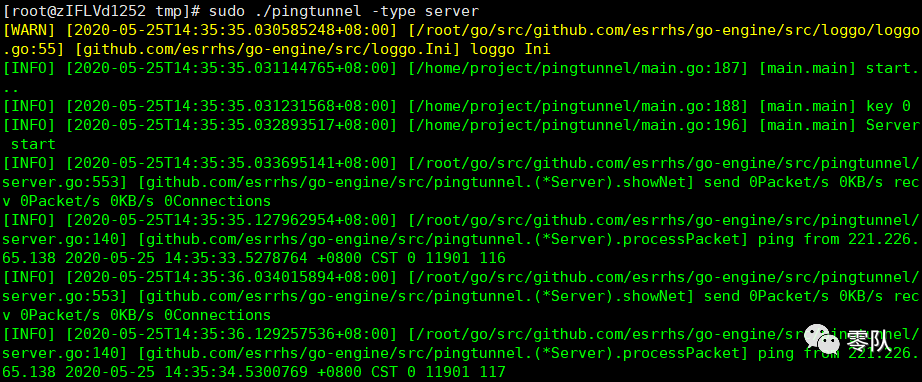 [root@zIFLVd1252 tmp]# sudo ./pingtunnel -type server
[WARN] [2020-05-25T14:35:35.030585248+08:00] [/root/go/src/github.com/esrrhs/go-engine/src/loggo/loggo
.go:55] [github.com/esrrhs/go-engine/src/loggo.Ini] loggo Ini
[INFO] [2020-05-25T14:35:35.031144765+08:00] [/home/project/pingtunnel/main.go:187] [main.main] start.
..
[INFO] [2020-05-25T14:35:35.031231568+08:00] [/home/project/pingtunnel/main.go:188] [main.main] key 0
[INFO] [2020-05-25T14:35:35.032893517+08:00] [/home/project/pingtunnel/main.go:196] [main.main] Server
 start
[INFO] [2020-05-25T14:35:35.033695141+08:00] [/root/go/src/github.com/esrrhs/go-engine/src/pingtunnel/
server.go:553] [github.com/esrrhs/go-engine/src/pingtunnel.(*Server).showNet] send 0Packet/s 0KB/s rec
v 0Packet/s 0KB/s 0Connections
[INFO] [2020-05-25T14:35:35.127962954+08:00] [/root/go/src/github.com/esrrhs/go-engine/src/pingtunnel/
server.go:140] [github.com/esrrhs/go-engine/src/pingtunnel.(*Server).processPacket] ping from 221.226.
65.138 2020-05-25 14:35:33.5278764 +0800 CST 0 11901 116
[INFO] [2020-05-25T14:35:36.034015894+08:00] [/root/go/src/github.com/esrrhs/go-engine/src/pingtunnel/
server.go:553] [github.com/esrrhs/go-engine/src/pingtunnel.(*Server).showNet] send 0Packet/s 0KB/s rec
v 0Packet/s 0KB/s 0Connections
[INFO] [2020-05-25T14:35:36.129257536+08:00] [/root/go/src/github.com/esrrhs/go-engine/src/pingtunnel/
server.go:140] [github.com/esrrhs/go-engine/src/pingtunnel.(*Server).processPacket] ping from 221.226.
65.138 2020-05-25 14:35:34.5300769 +0800 CST 0 11901 117
零队